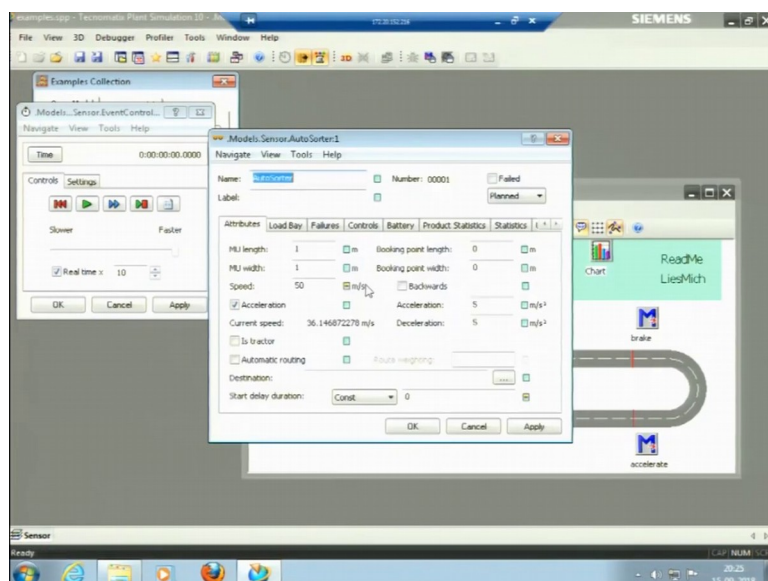 examples.spp - Tecnomatix Plant Simulation 10 -
172.20.152.216
SIEMENS
File View 3D Debugger Profiler Tools Window Help
2D
Examples Collection
.Models...Sensor.EventControl...
Navigate View Tools Help
Time 0:00:00:00.0000
Controls Settings
Slower Faster
Real time x 10
OK Cancel Apply
.Models.Sensor.AutoSorter:1
Navigate View Tools Help
Name: AutoSorter Number: 00001 Failed
Label: Planned
Attributes Load Bay Failures Controls Battery Product Statistics Statistics
MU length: 1 m Booking point length: 0 m
MU width: 1 m Booking point width: 0 m
Speed: 50 m/s Backwards
Acceleration Acceleration: 5 m/s²
Current speed: 36.146872278 m/s Deceleration: 5 m/s²
Is tractor
Automatic routing Route weighting:
Destination: ...
Start delay duration: Const 0
OK Cancel Apply
Chart
ReadMe
LiesMich
M
brake
M
accelerate
Sensor
Ready
CAP NUM
20:25